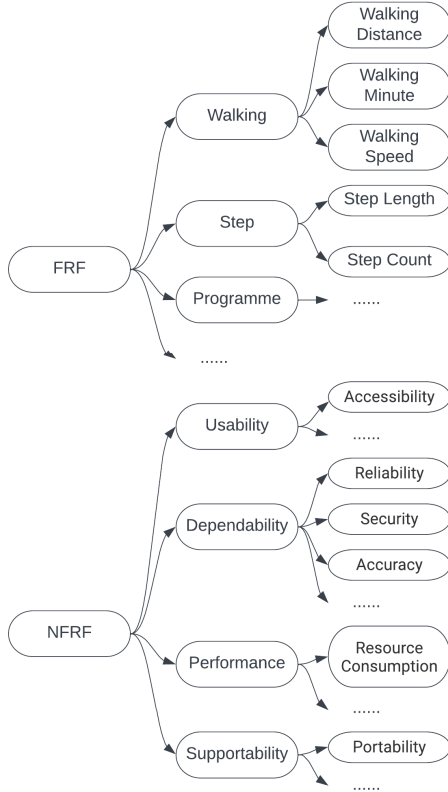 Walking
Distance
Walking
Minute
Walking
Walking
Speed
Step Length
Step
Step Count
FRF
Programme
......
......
Accessibility
Usability
......
Reliability
Dependability
Security
Accuracy
......
NFRF
Resource
Consumption
Performance
......
Portability
Supportability
......